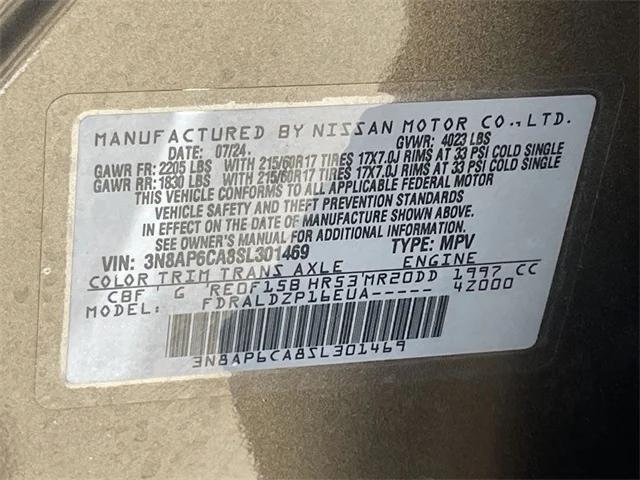 MANUFACTURED BY NISSAN MOTOR CO., LTD.
DATE: 07/24 GVWR: 4023 LBS
GAWR FR: 2205 LBS WITH 215/60R17 TIRES 17X7.0J RIMS AT 33 PSI COLD SINGLE
GAWR RR: 1830 LBS WITH 215/60R17 TIRES 17X7.0J RIMS AT 33 PSI COLD SINGLE
THIS VEHICLE CONFORMS TO ALL APPLICABLE FEDERAL MOTOR
VEHICLE SAFETY AND THEFT PREVENTION STANDARDS
IN EFFECT ON THE DATE OF MANUFACTURE SHOWN ABOVE.
SEE OWNER'S MANUAL FOR FURTHER INFORMATION
VIN: 3N8AP6CA8SL301469 TYPE: MPV
COLOR TRIM TRANS AXLE ENGINE
CBF G RE0F15B HR53 MR20DD 1997 CC
FDRALDZP16EUA----- 42000
3N8AP6CA8SL301469